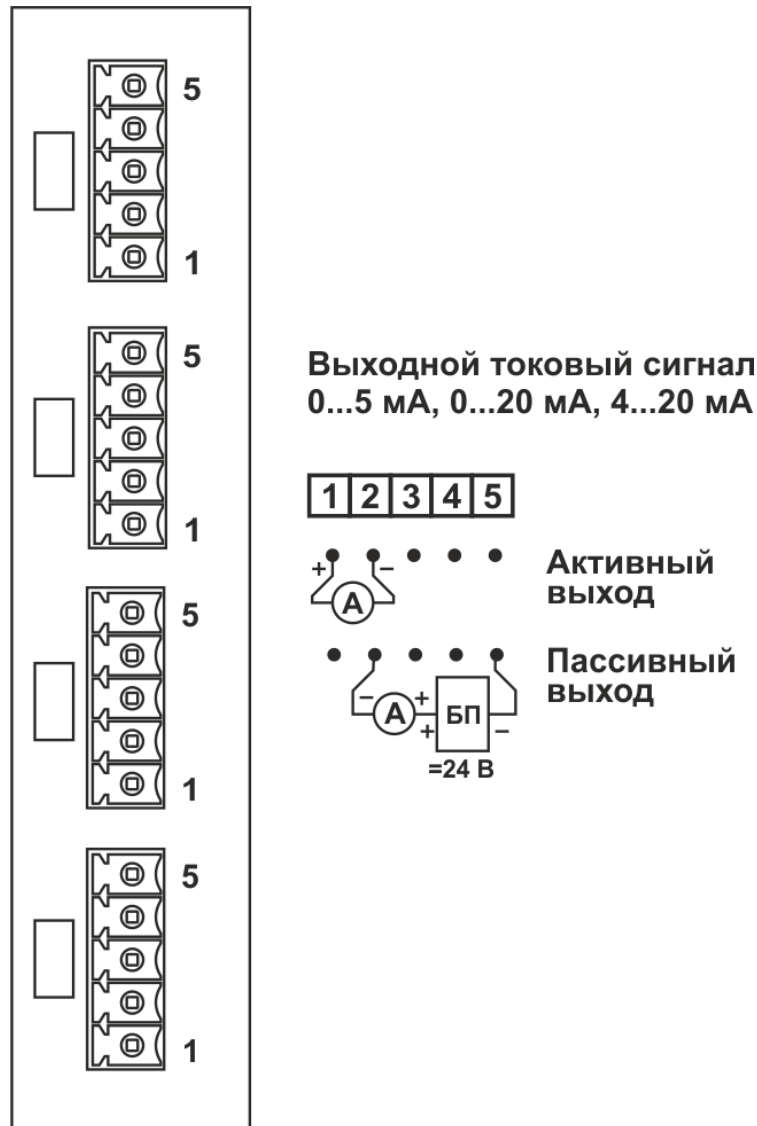 5
1
5
1
5
1
5
1
Выходной токовый сигнал
0...5 мА, 0...20 мА, 4...20 мА
1 2 3 4 5
+ −
А
Активный
выход
− + + −
А БП
=24 В
Пассивный
выход